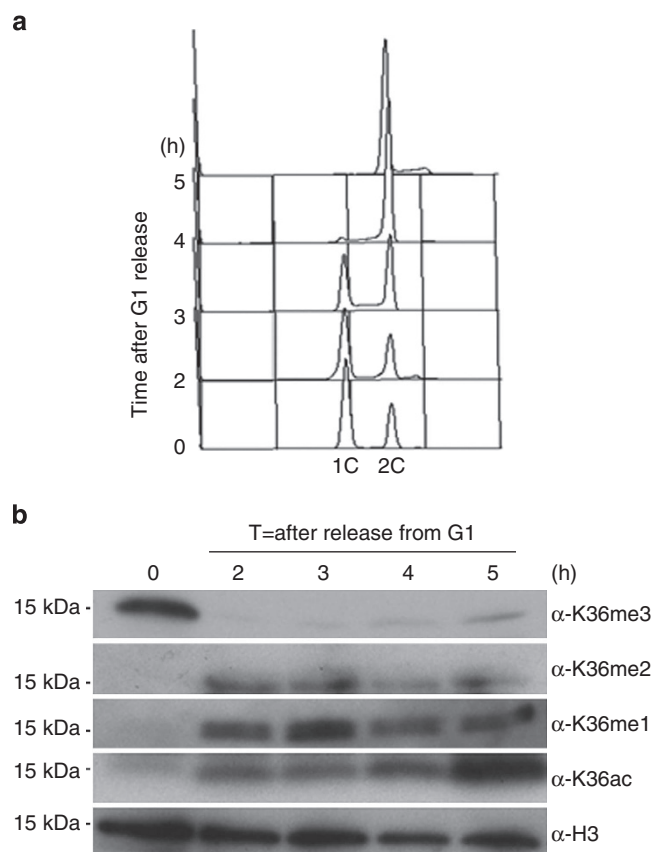 a
(h)
5
4
3
2
0
Time after G1 release
1C 2C
b
T=after release from G1
0 2 3 4 5 (h)
15 kDa - α-K36me3
15 kDa - α-K36me2
15 kDa - α-K36me1
15 kDa - α-K36ac
15 kDa - α-H3